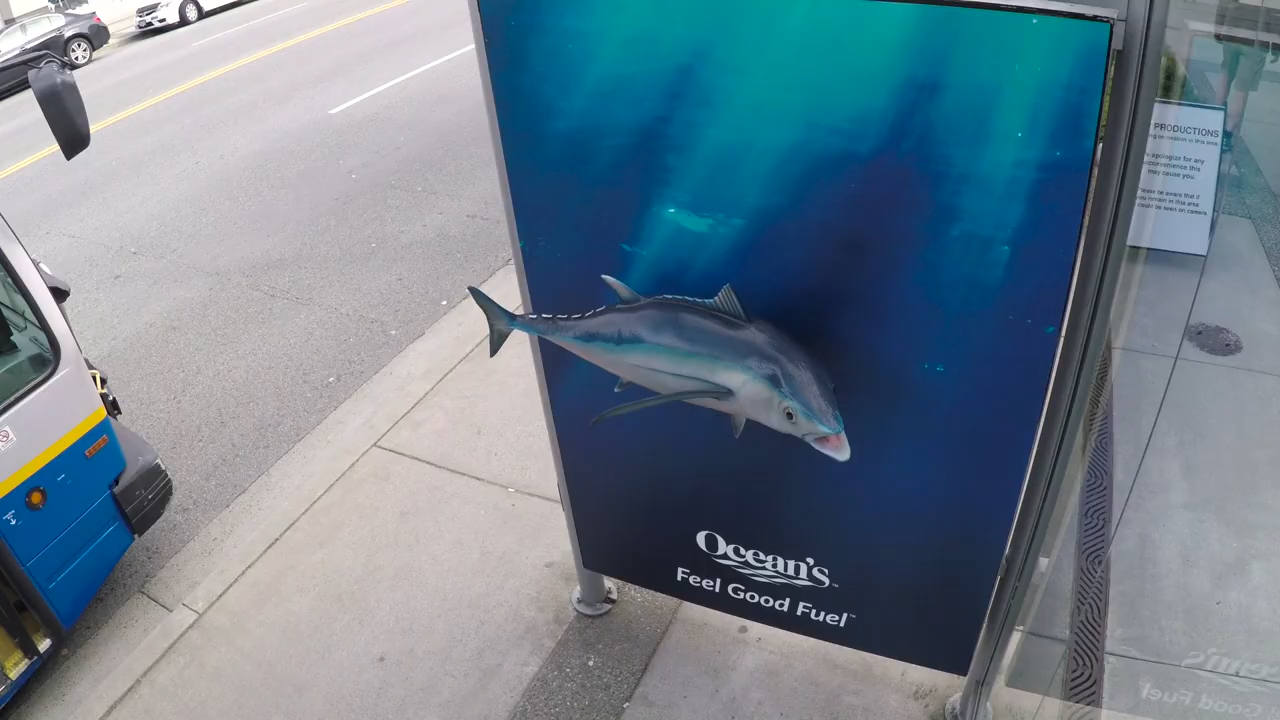 Ocean's™
Feel Good Fuel™
PRODUCTIONS
apologize for any
inconvenience this
may cause you.
Please be aware that if
you remain in this area
could be seen on camera